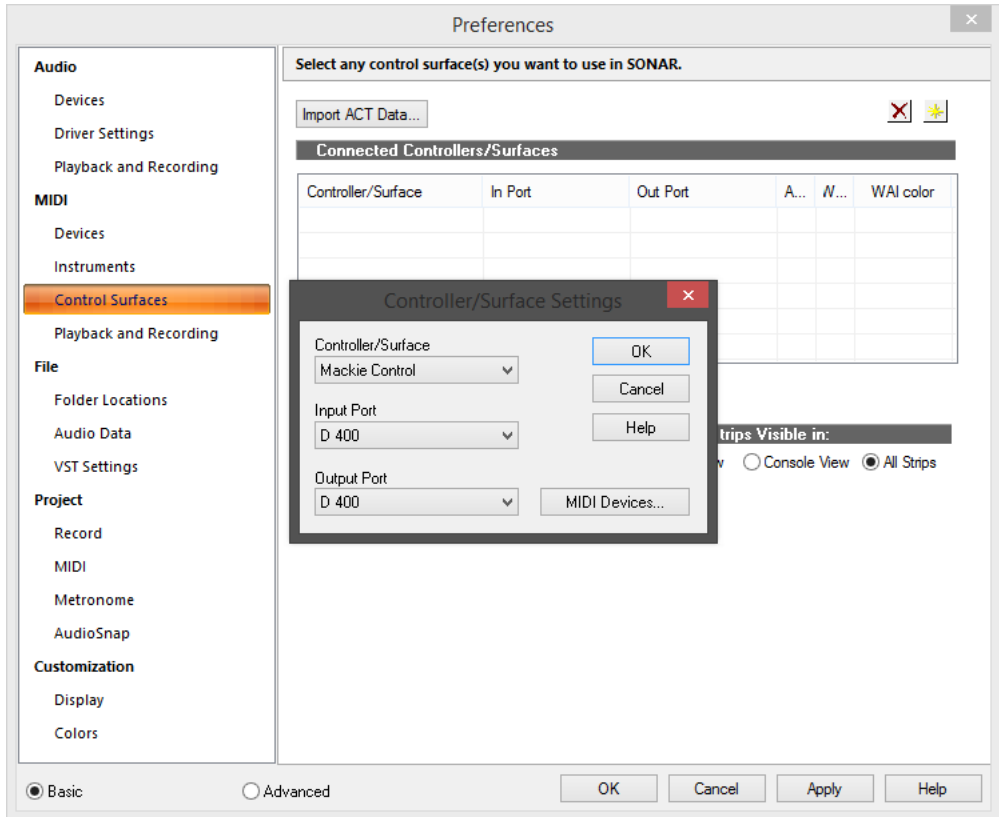 Preferences
Audio
Devices
Driver Settings
Playback and Recording
MIDI
Devices
Instruments
Control Surfaces
Playback and Recording
File
Folder Locations
Audio Data
VST Settings
Project
Record
MIDI
Metronome
AudioSnap
Customization
Display
Colors
Select any control surface(s) you want to use in SONAR.
Import ACT Data...
Connected Controllers/Surfaces
Controller/Surface In Port Out Port A... W... WAI color
Controller/Surface Settings
Controller/Surface
Mackie Control
Input Port
D 400
Output Port
D 400
OK
Cancel
Help
MIDI Devices...
trips Visible in:
w Console View All Strips
Basic Advanced
OK Cancel Apply Help